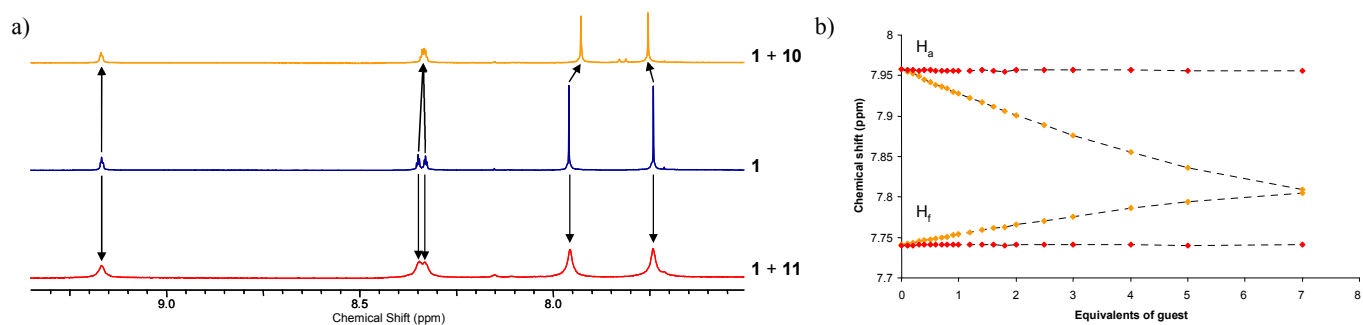 a)
1 + 10
1
1 + 11
9.0
8.5
8.0
Chemical Shift (ppm)
b)
8
7.95
7.9
7.85
7.8
7.75
7.7
Chemical shift (ppm)
Ha
Hf
0
1
2
3
4
5
6
7
8
Equivalents of guest